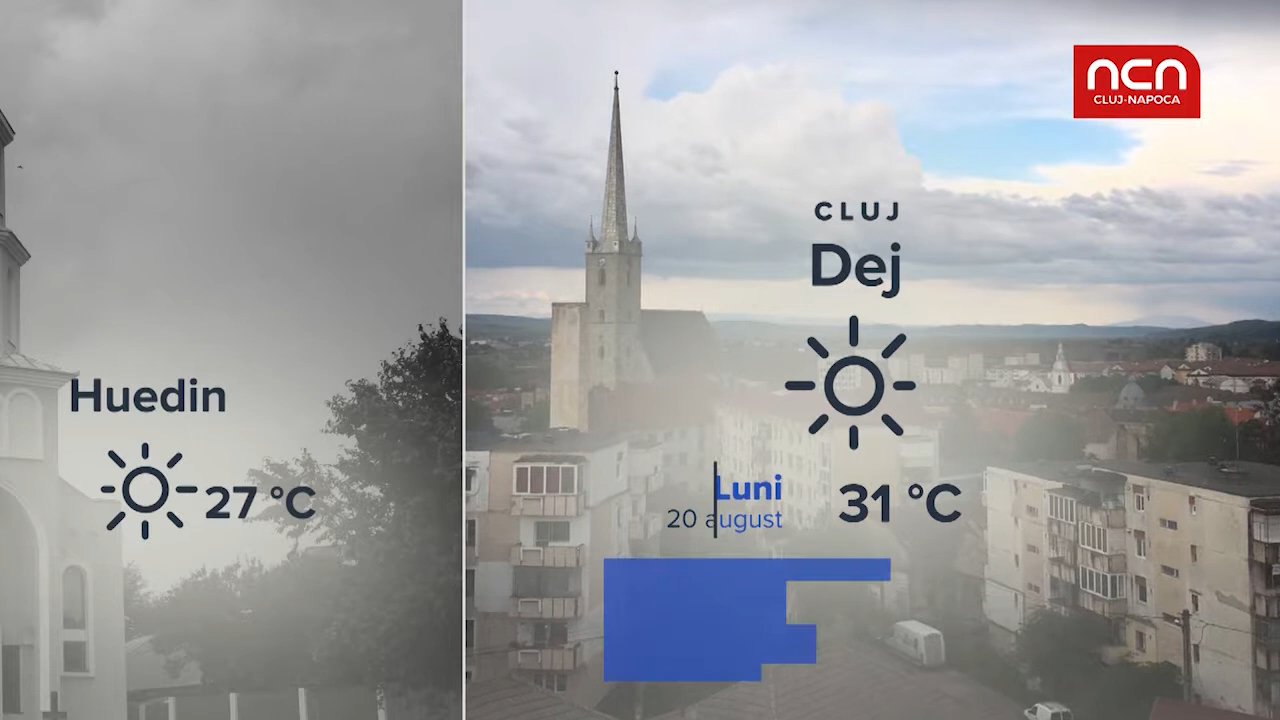 ncn
CLUJ-NAPOCA
Huedin
27 °C
CLUJ
Dej
Luni
20 august
31 °C